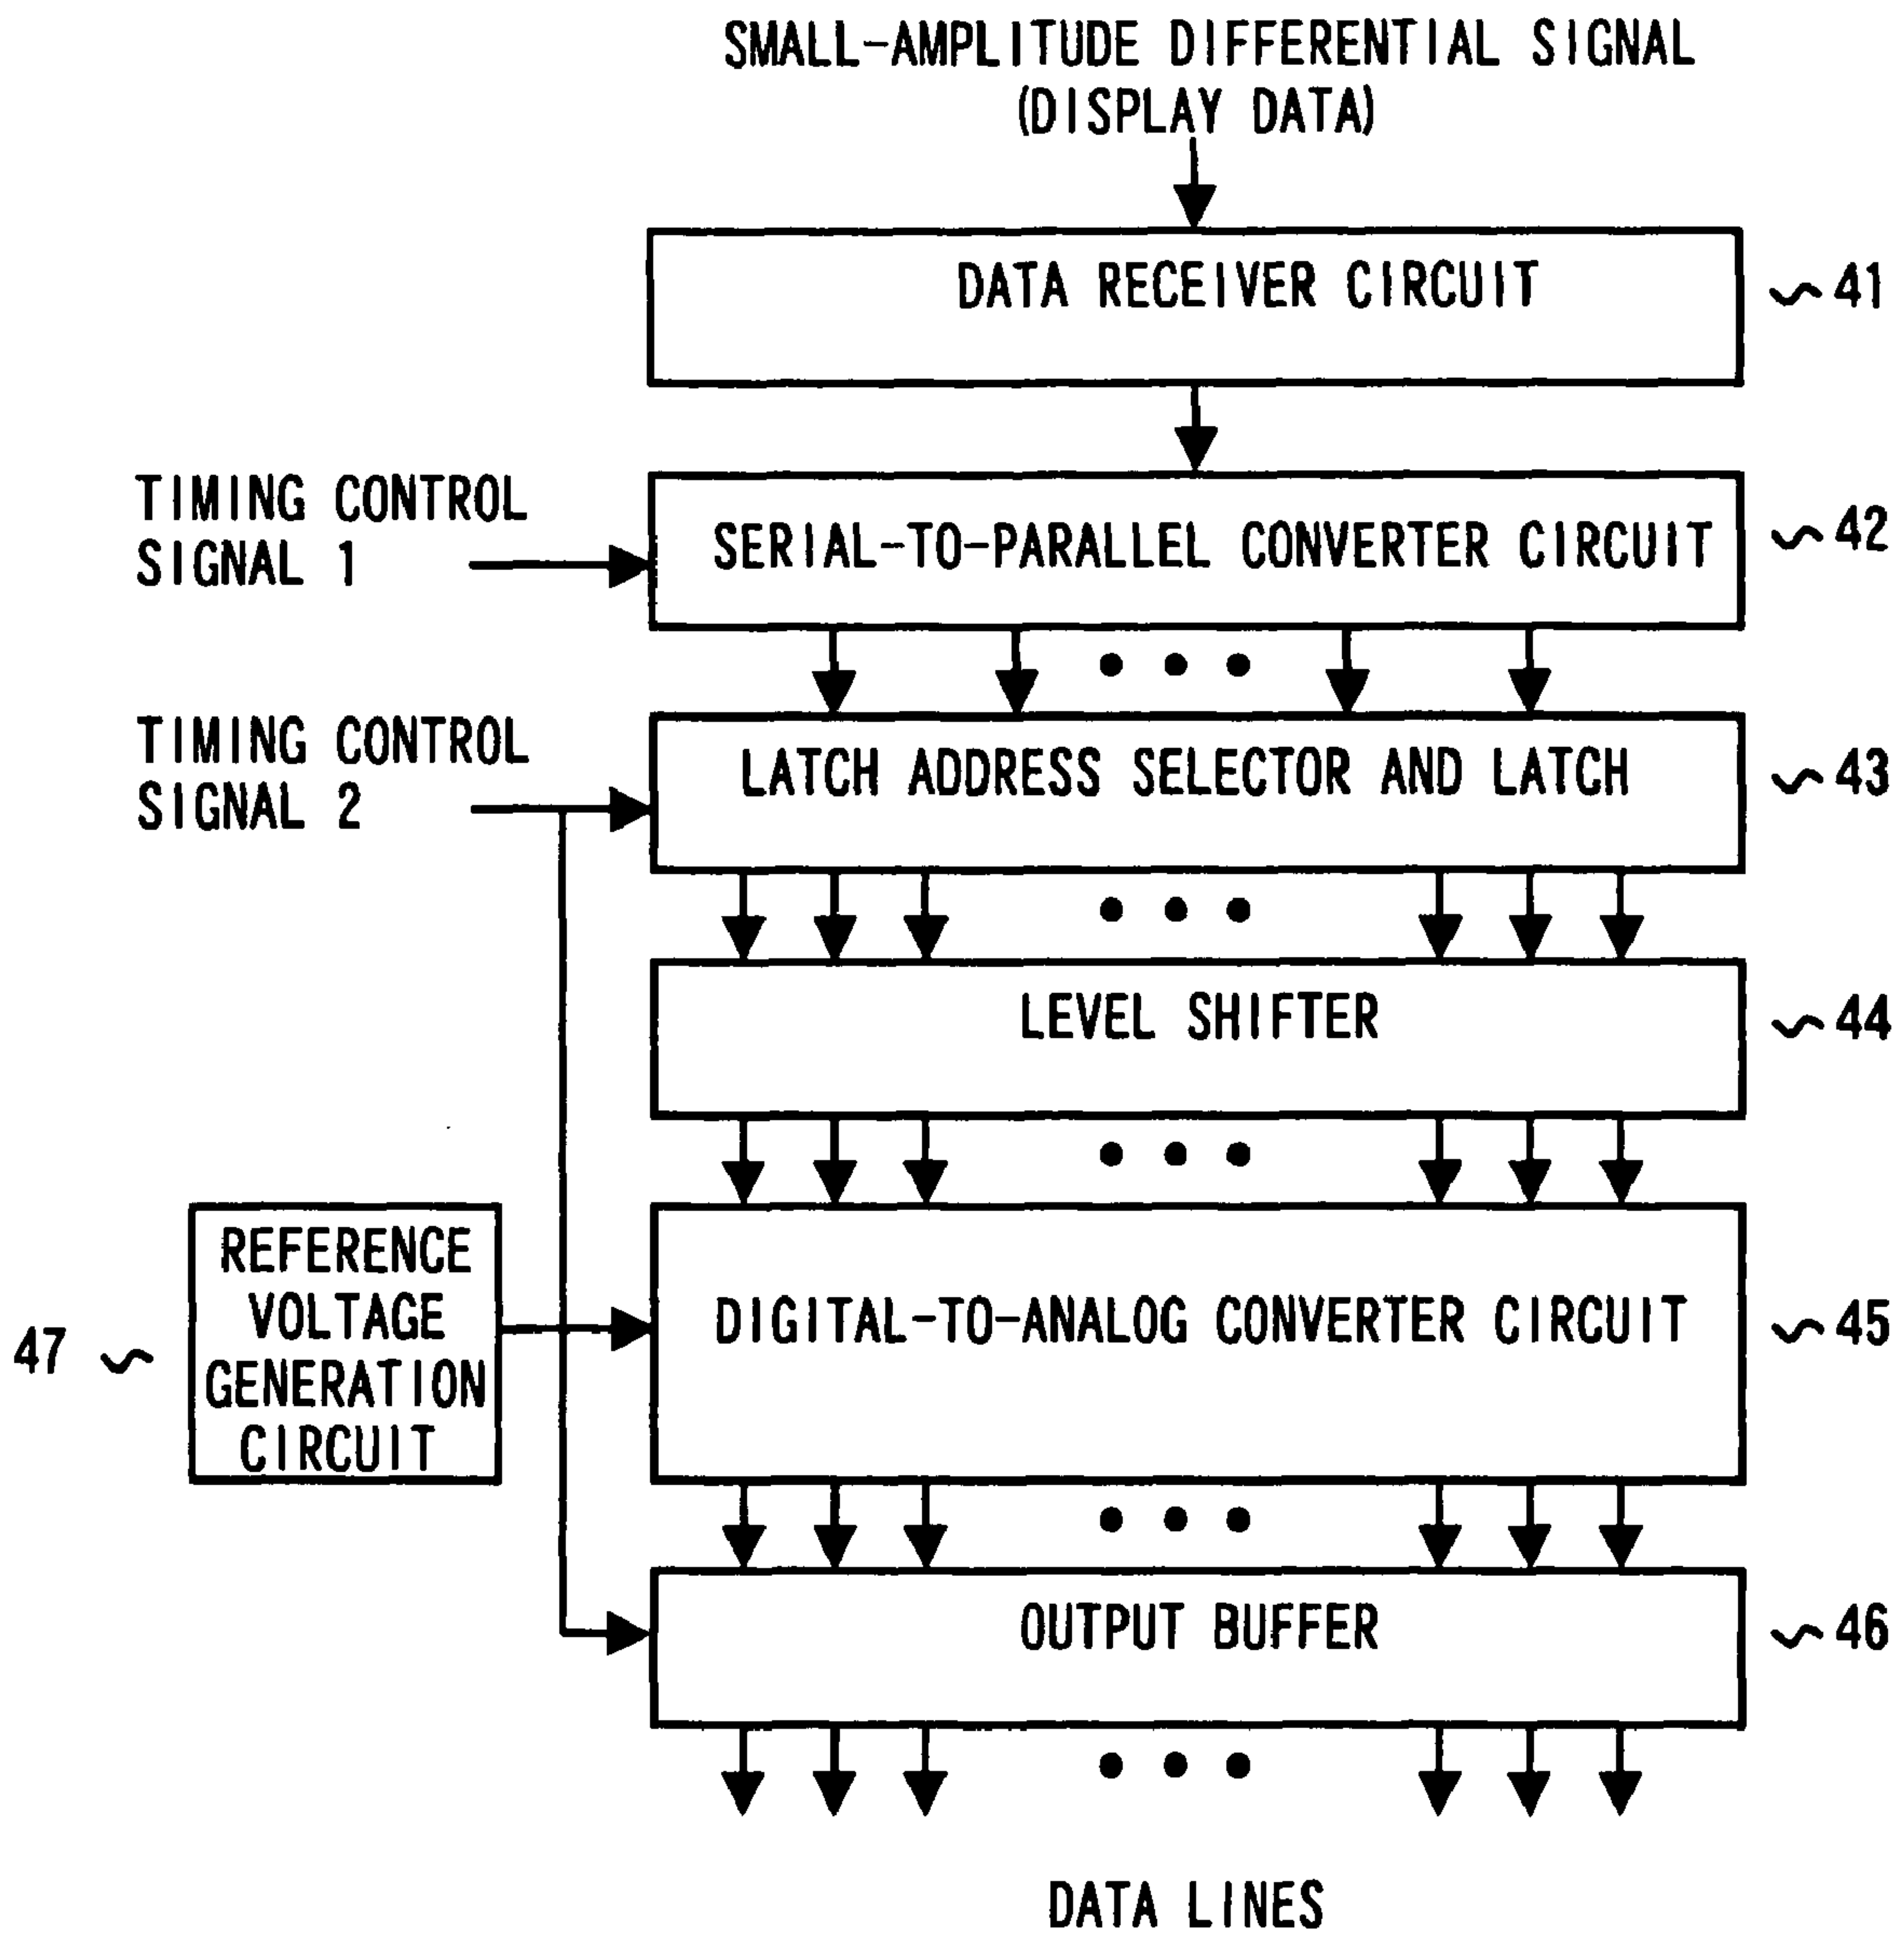 SMALL-AMPLITUDE DIFFERENTIAL SIGNAL
(DISPLAY DATA)
DATA RECEIVER CIRCUIT
41
TIMING CONTROL
SIGNAL 1
SERIAL-TO-PARALLEL CONVERTER CIRCUIT
42
TIMING CONTROL
SIGNAL 2
LATCH ADDRESS SELECTOR AND LATCH
43
LEVEL SHIFTER
44
REFERENCE
VOLTAGE
GENERATION
CIRCUIT
47
DIGITAL-TO-ANALOG CONVERTER CIRCUIT
45
OUTPUT BUFFER
46
DATA LINES